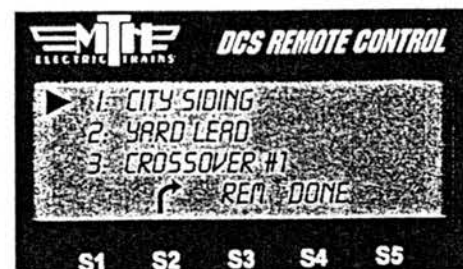 MTH
ELECTRIC TRAINS
DCS REMOTE CONTROL
1. CITY SIDING
2. YARD LEAD
3. CROSSOVER #1
REM. DONE
S1 S2 S3 S4 S5